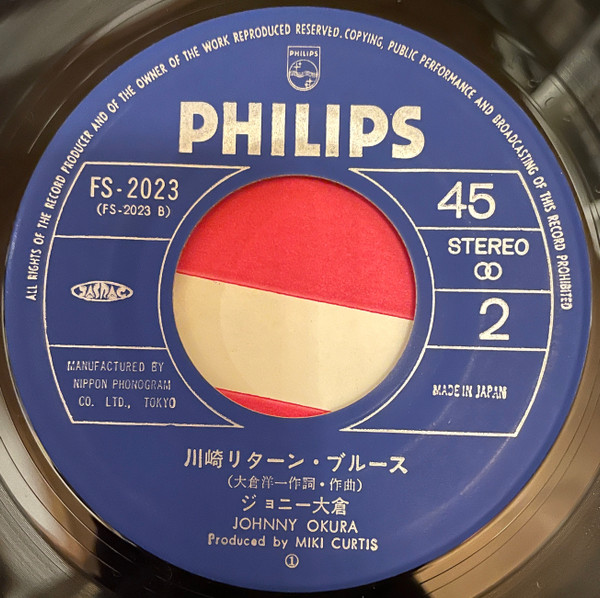 ALL RIGHTS OF THE RECORD PRODUCER AND OF THE OWNER OF THE WORK REPRODUCED RESERVED. COPYING, PUBLIC PERFORMANCE AND BROADCASTING OF THIS RECORD PROHIBITED
PHILIPS
PHILIPS
FS-2023
(FS-2023 B)
45
STEREO
JASRAC
2
MANUFACTURED BY
NIPPON PHONOGRAM
CO. LTD., TOKYO
MADE IN JAPAN
川崎リターン・ブルース
(大倉洋一作詞・作曲)
ジョニー大倉
JOHNNY OKURA
Produced by MIKI CURTIS
①